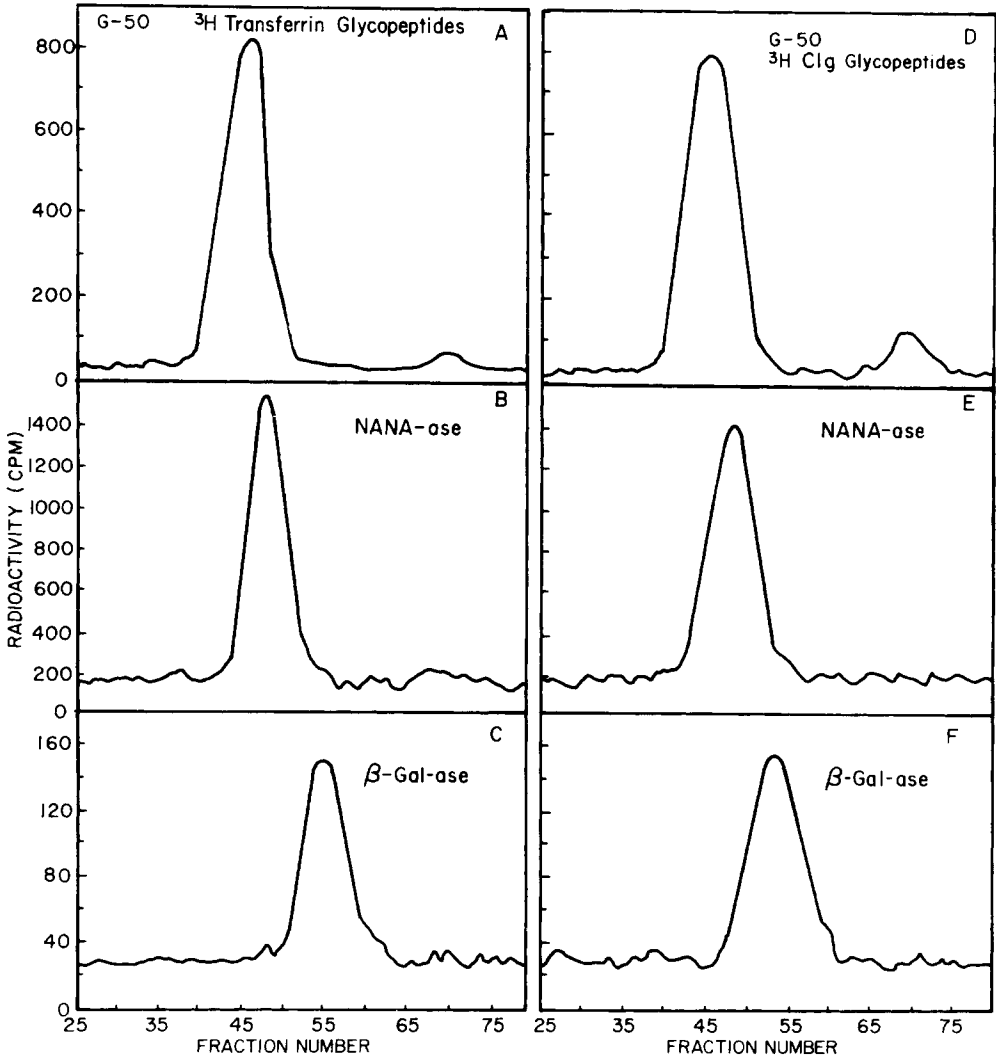 G-50 ³H Transferrin Glycopeptides A
800
600
400
200
0
B
NANA-ase
1400
1200
1000
800
600
400
200
0
C
β-Gal-ase
160
120
80
40
0
RADIOACTIVITY (CPM)
25 35 45 55 65 75
FRACTION NUMBER
D
G-50
³H CIg Glycopeptides
E
NANA-ase
F
β-Gal-ase
25 35 45 55 65 75
FRACTION NUMBER